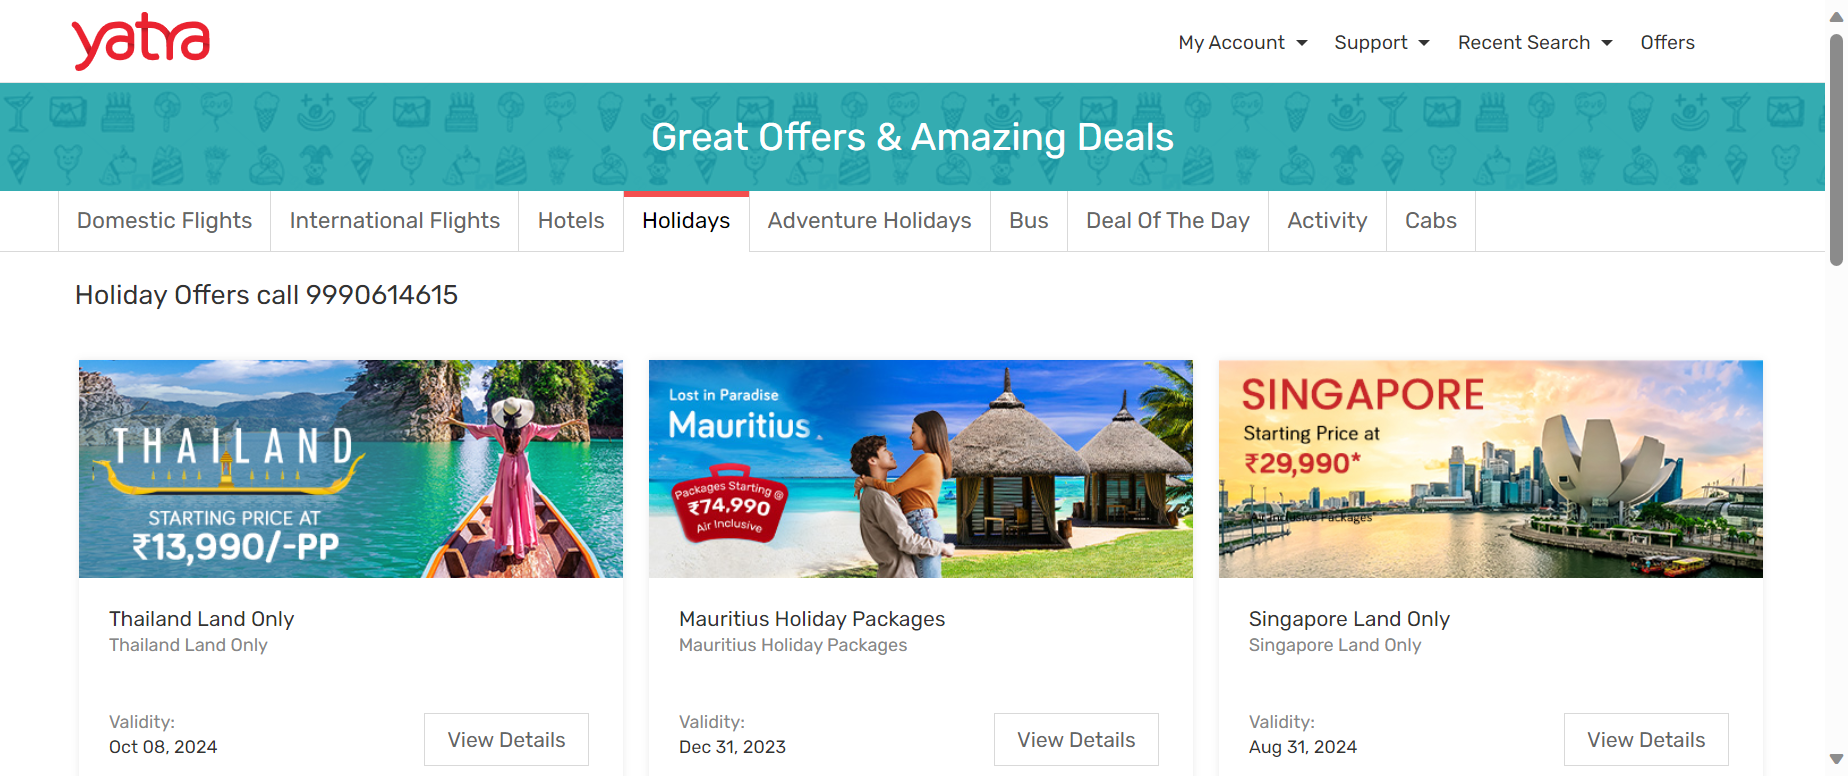 yatra
My Account
Support
Recent Search
Offers
Great Offers & Amazing Deals
Domestic Flights
International Flights
Hotels
Holidays
Adventure Holidays
Bus
Deal Of The Day
Activity
Cabs
Holiday Offers call 9990614615
THAILAND
STARTING PRICE AT
₹13,990/-PP
Thailand Land Only
Thailand Land Only
Validity:
Oct 08, 2024
View Details
Lost in Paradise
Mauritius
Packages Starting @
₹74,990
Air Inclusive
Mauritius Holiday Packages
Mauritius Holiday Packages
Validity:
Dec 31, 2023
View Details
SINGAPORE
Starting Price at
₹29,990*
Air Inclusive Packages
Singapore Land Only
Singapore Land Only
Validity:
Aug 31, 2024
View Details